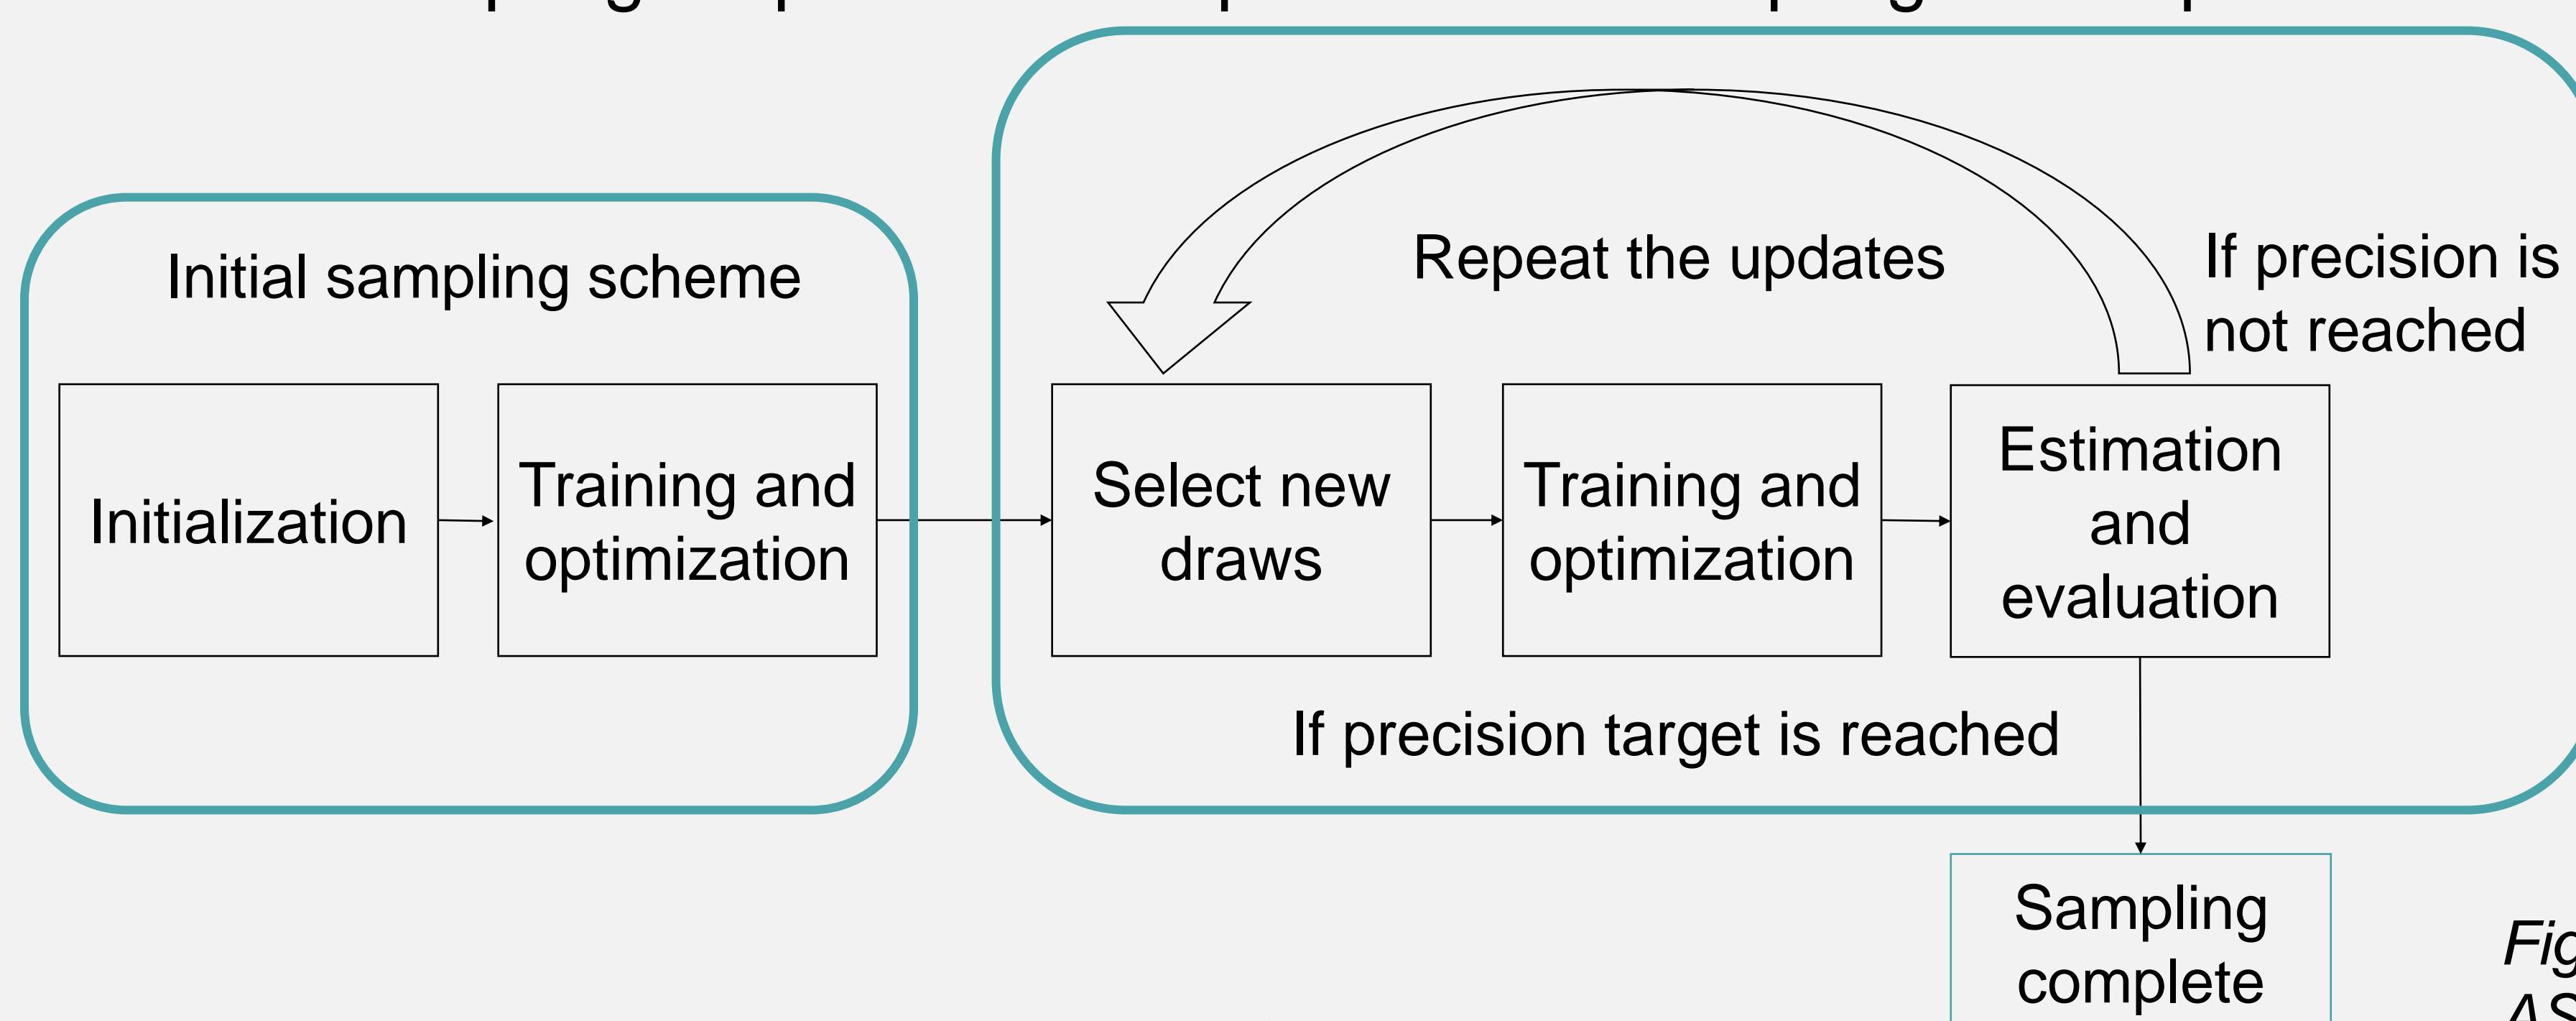 Initial sampling scheme
Initialization
Training and
optimization
Repeat the updates
If precision is
not reached
Select new
draws
Training and
optimization
Estimation
and
evaluation
If precision target is reached
Sampling
complete